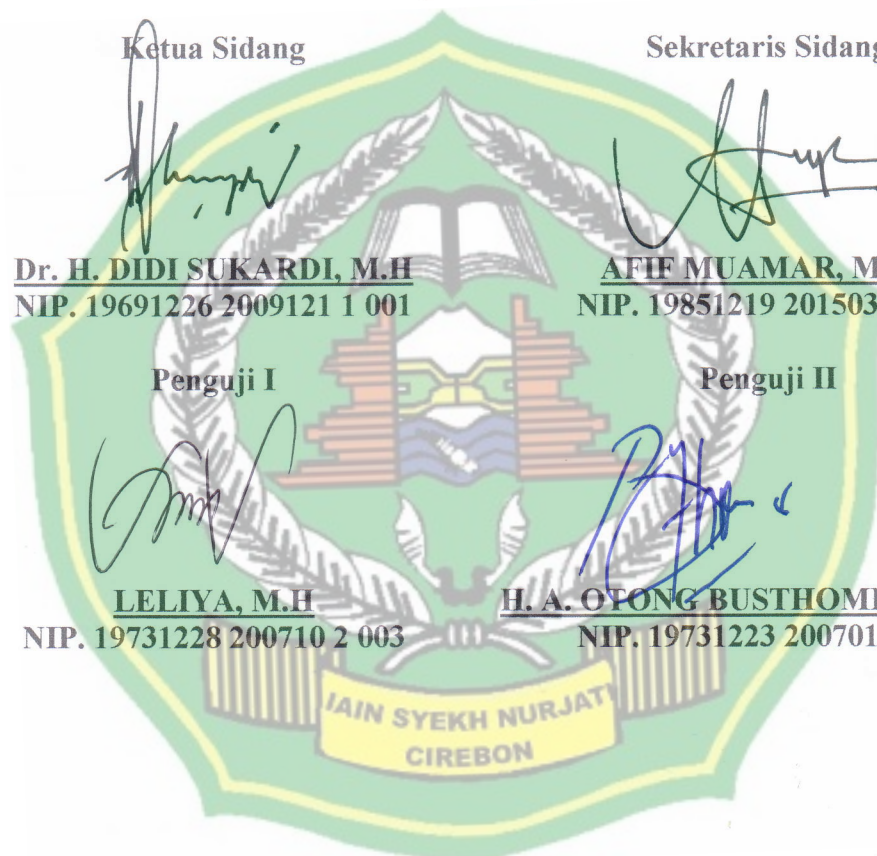 Ketua Sidang
Sekretaris Sidang
Dr. H. DIDI SUKARDI, M.H
NIP. 19691226 2009121 1 001
AFIF MUAMAR, M
NIP. 19851219 201503
Penguji I
Penguji II
LELIYA, M.H
NIP. 19731228 200710 2 003
H. A. OTONG BUSTHOMI
NIP. 19731223 200701
IAIN SYEKH NURJATI
CIREBON